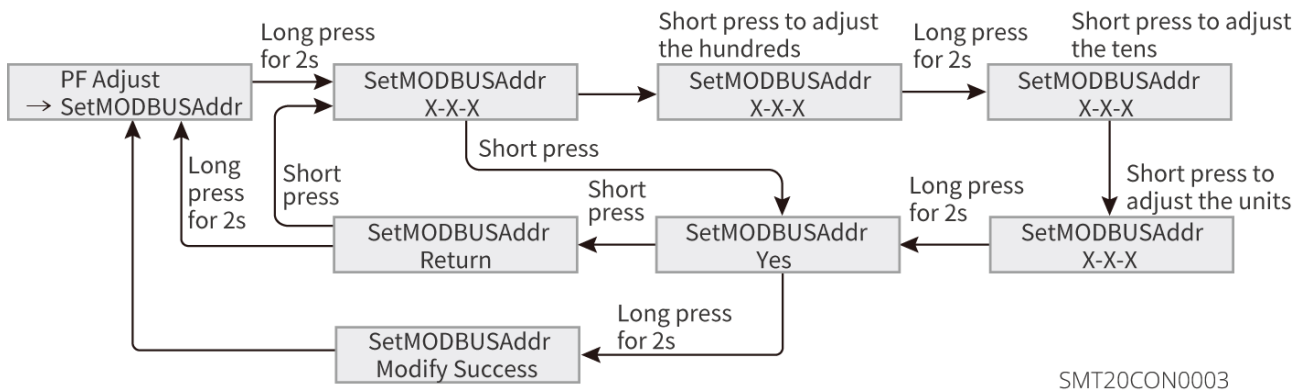 Long press
for 2s
Short press to adjust
the hundreds
Long press
for 2s
Short press to adjust
the tens
PF Adjust
→ SetMODBUSAddr
SetMODBUSAddr
X-X-X
SetMODBUSAddr
X-X-X
SetMODBUSAddr
X-X-X
Short press
Long
press
for 2s
Short
press
Short
press
Long press
for 2s
Short press to
adjust the units
SetMODBUSAddr
Return
SetMODBUSAddr
Yes
SetMODBUSAddr
X-X-X
Long press
for 2s
SetMODBUSAddr
Modify Success
SMT20CON0003